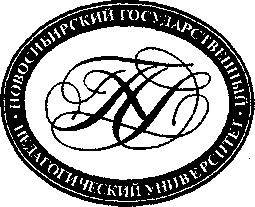 НОВОСИБИРСКИЙ ГОСУДАРСТВЕННЫЙ
ПЕДАГОГИЧЕСКИЙ УНИВЕРСИТЕТ